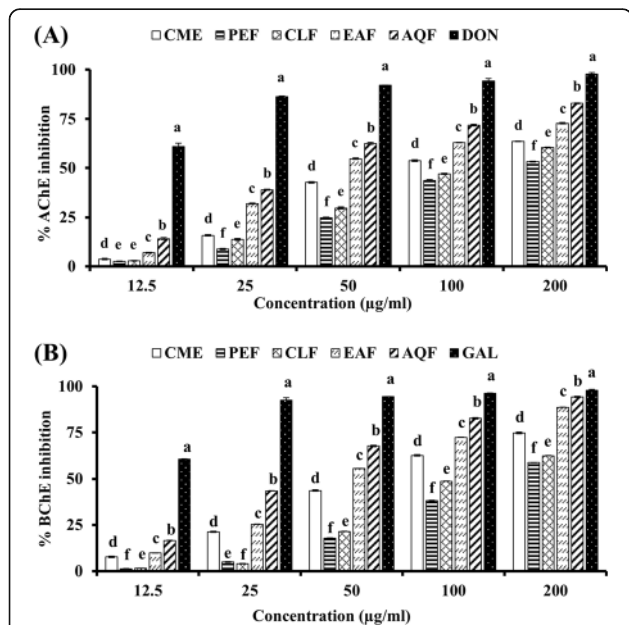 (A) CME PEF CLF EAF AQF DON
% AChE inhibition
100
75
50
25
0
d e e c b a
d f e c b a
d f e c b a
d f e c b a
d f e c b a
12.5 25 50 100 200
Concentration (µg/ml)
(B) CME PEF CLF EAF AQF GAL
% BChE inhibition
100
75
50
25
0
d f e c b a
d e f c b a
d f e c b a
d f e c b a
d f e c b a
12.5 25 50 100 200
Concentration (µg/ml)